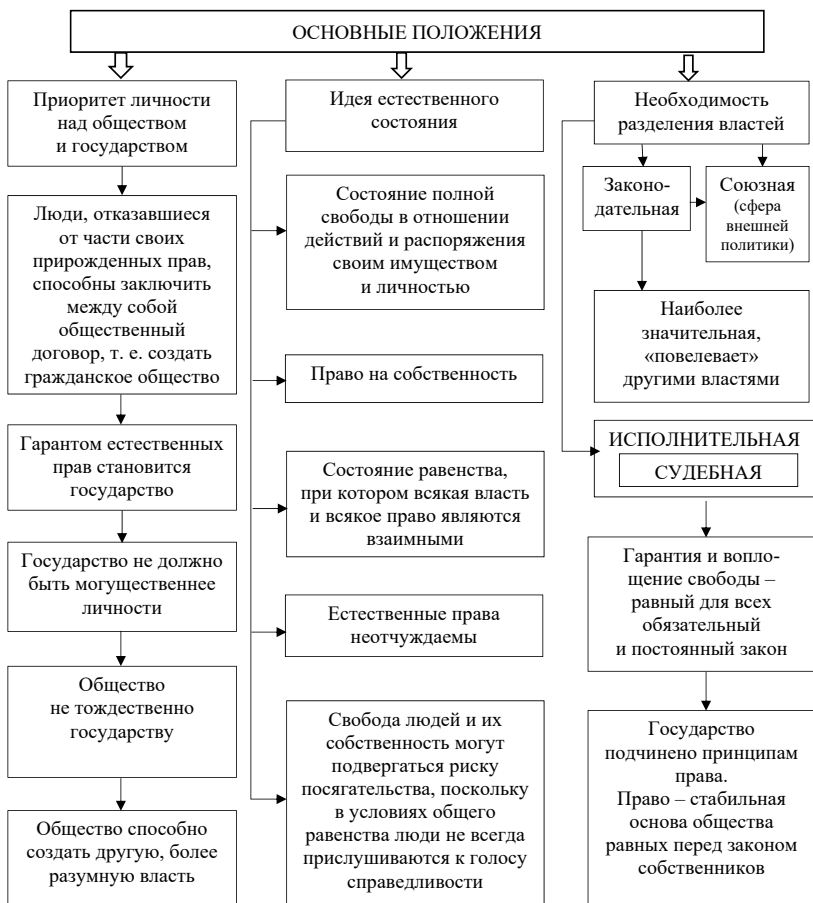 ОСНОВНЫЕ ПОЛОЖЕНИЯ
Приоритет личности
над обществом
и государством
Люди, отказавшиеся
от части своих
прирожденных прав,
способны заключить
между собой
общественный
договор, т. е. создать
гражданское общество
Гарантом естественных
прав становится
государство
Государство не должно
быть могущественнее
личности
Общество
не тождественно
государству
Общество способно
создать другую, более
разумную власть
Идея естественного
состояния
Состояние полной
свободы в отношении
действий и распоряжения
своим имуществом
и личностью
Право на собственность
Состояние равенства,
при котором всякая власть
и всякое право являются
взаимными
Естественные права
неотчуждаемы
Свобода людей и их
собственность могут
подвергаться риску
посягательства, поскольку
в условиях общего
равенства люди не всегда
прислушиваются к голосу
справедливости
Необходимость
разделения властей
Законо-
дательная
Союзная
(сфера
внешней
политики)
Наиболее
значительная,
«повелевает»
другими властями
ИСПОЛНИТЕЛЬНАЯ
СУДЕБНАЯ
Гарантия и вопло-
щение свободы –
равный для всех
обязательный
и постоянный закон
Государство
подчинено принципам
права.
Право – стабильная
основа общества
равных перед законом
собственников